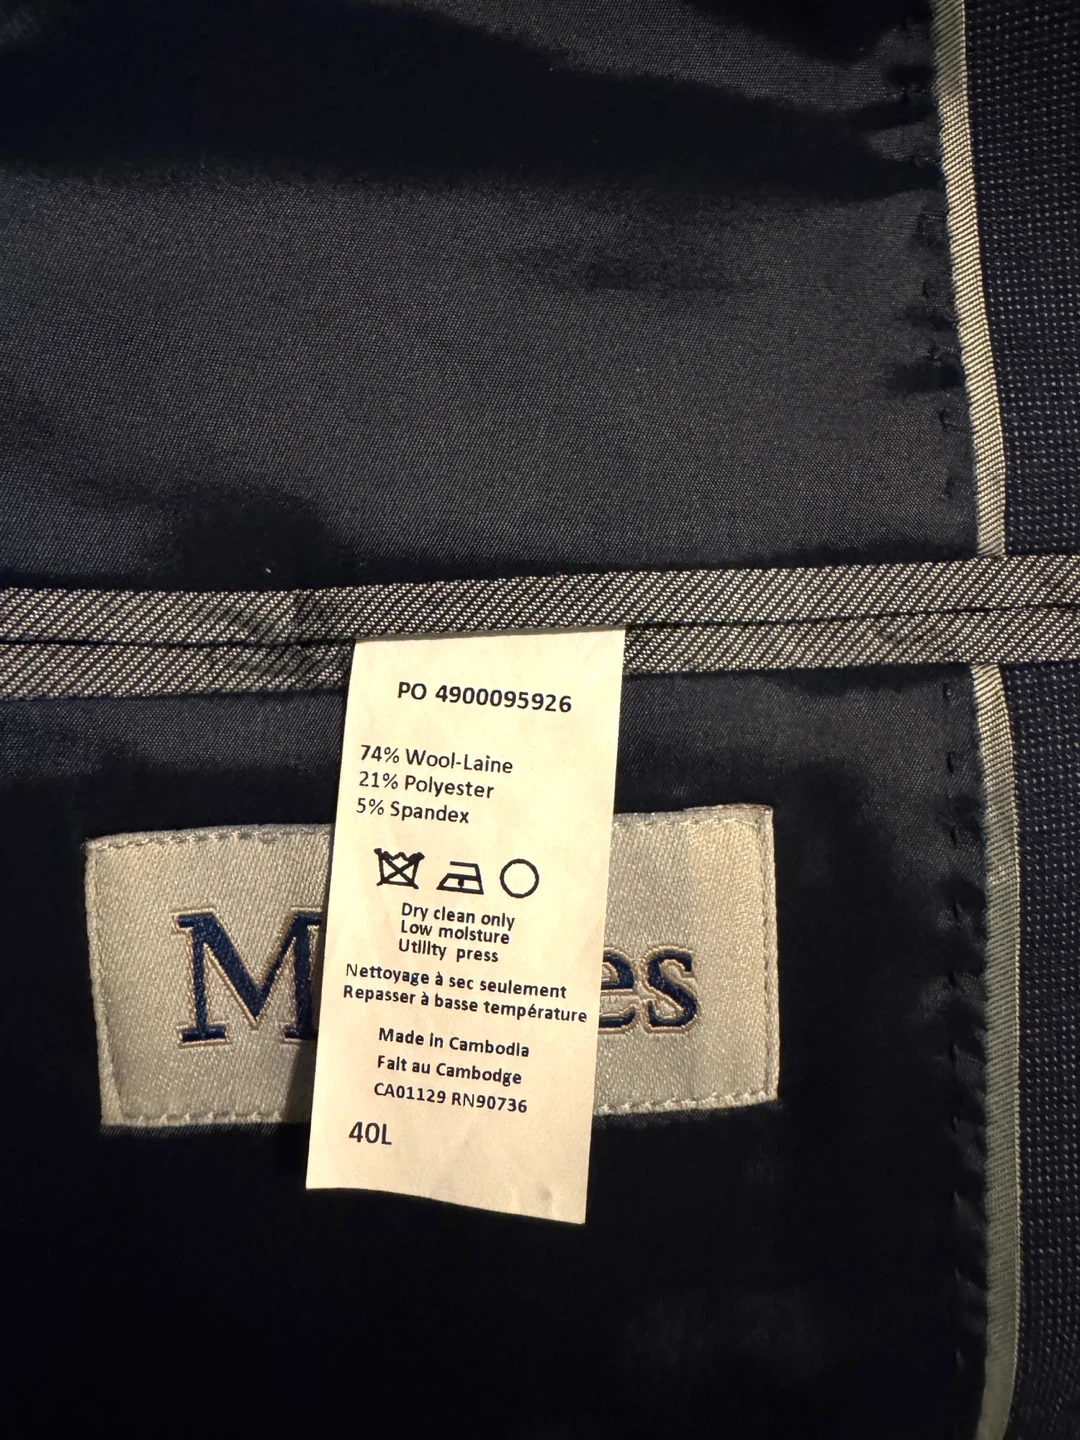 PO 4900095926
74% Wool-Laine
21% Polyester
5% Spandex
Dry clean only
Low moisture
Utility press
Nettoyage à sec seulement
Repasser à basse température
Made in Cambodia
Fait au Cambodge
CA01129 RN90736
40L